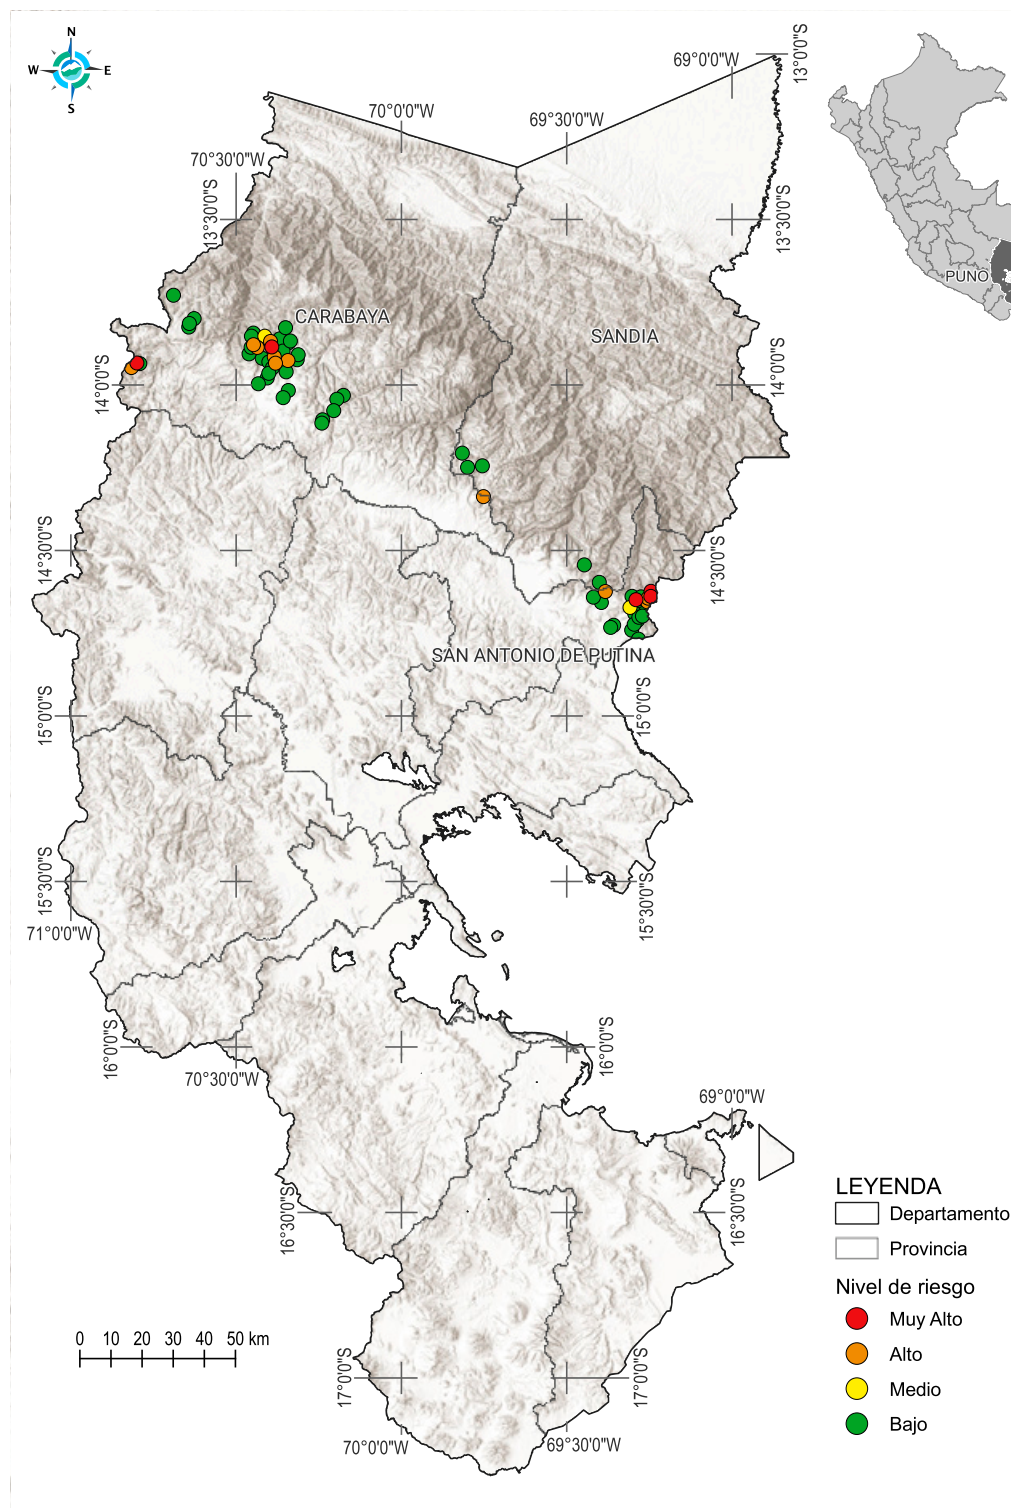 N
W E
S
69°0'0"W
13°0'0"S
70°0'0"W
69°30'0"W
70°30'0"W
13°30'0"S
13°30'0"S
PUNO
CARABAYA
SANDIA
14°0'0"S
14°0'0"S
14°30'0"S
14°30'0"S
SAN ANTONIO DE PUTINA
15°0'0"S
15°0'0"S
15°30'0"S
15°30'0"S
71°0'0"W
16°0'0"S
16°0'0"S
70°30'0"W
69°0'0"W
16°30'0"S
16°30'0"S
LEYENDA
Departamento
Provincia
Nivel de riesgo
Muy Alto
Alto
Medio
Bajo
0 10 20 30 40 50 km
17°0'0"S
17°0'0"S
70°0'0"W
69°30'0"W